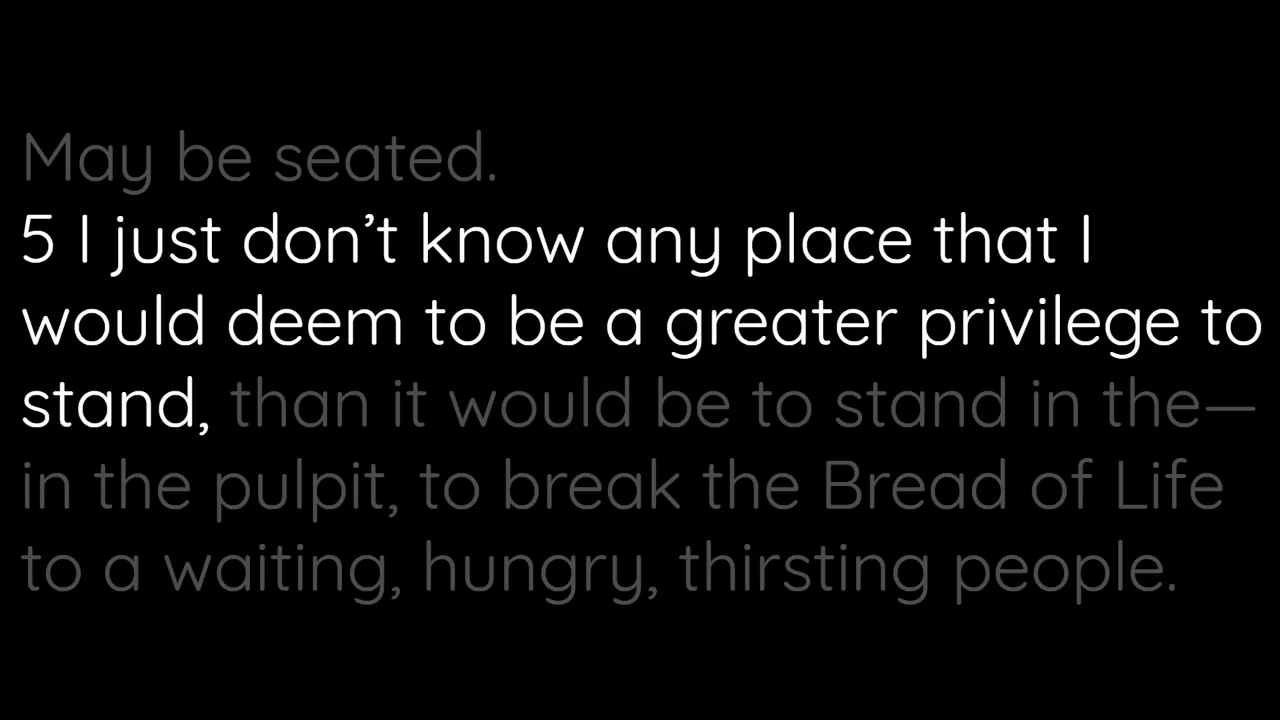 May be seated.
5 I just don’t know any place that I
would deem to be a greater privilege to
stand, than it would be to stand in the—
in the pulpit, to break the Bread of Life
to a waiting, hungry, thirsting people.